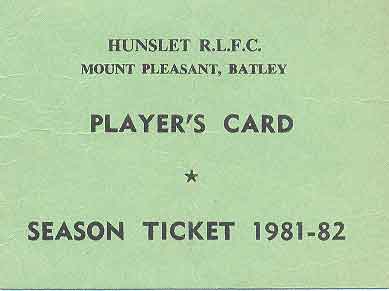 HUNSLET R.L.F.C.
MOUNT PLEASANT, BATLEY
PLAYER'S CARD
★
SEASON TICKET 1981-82